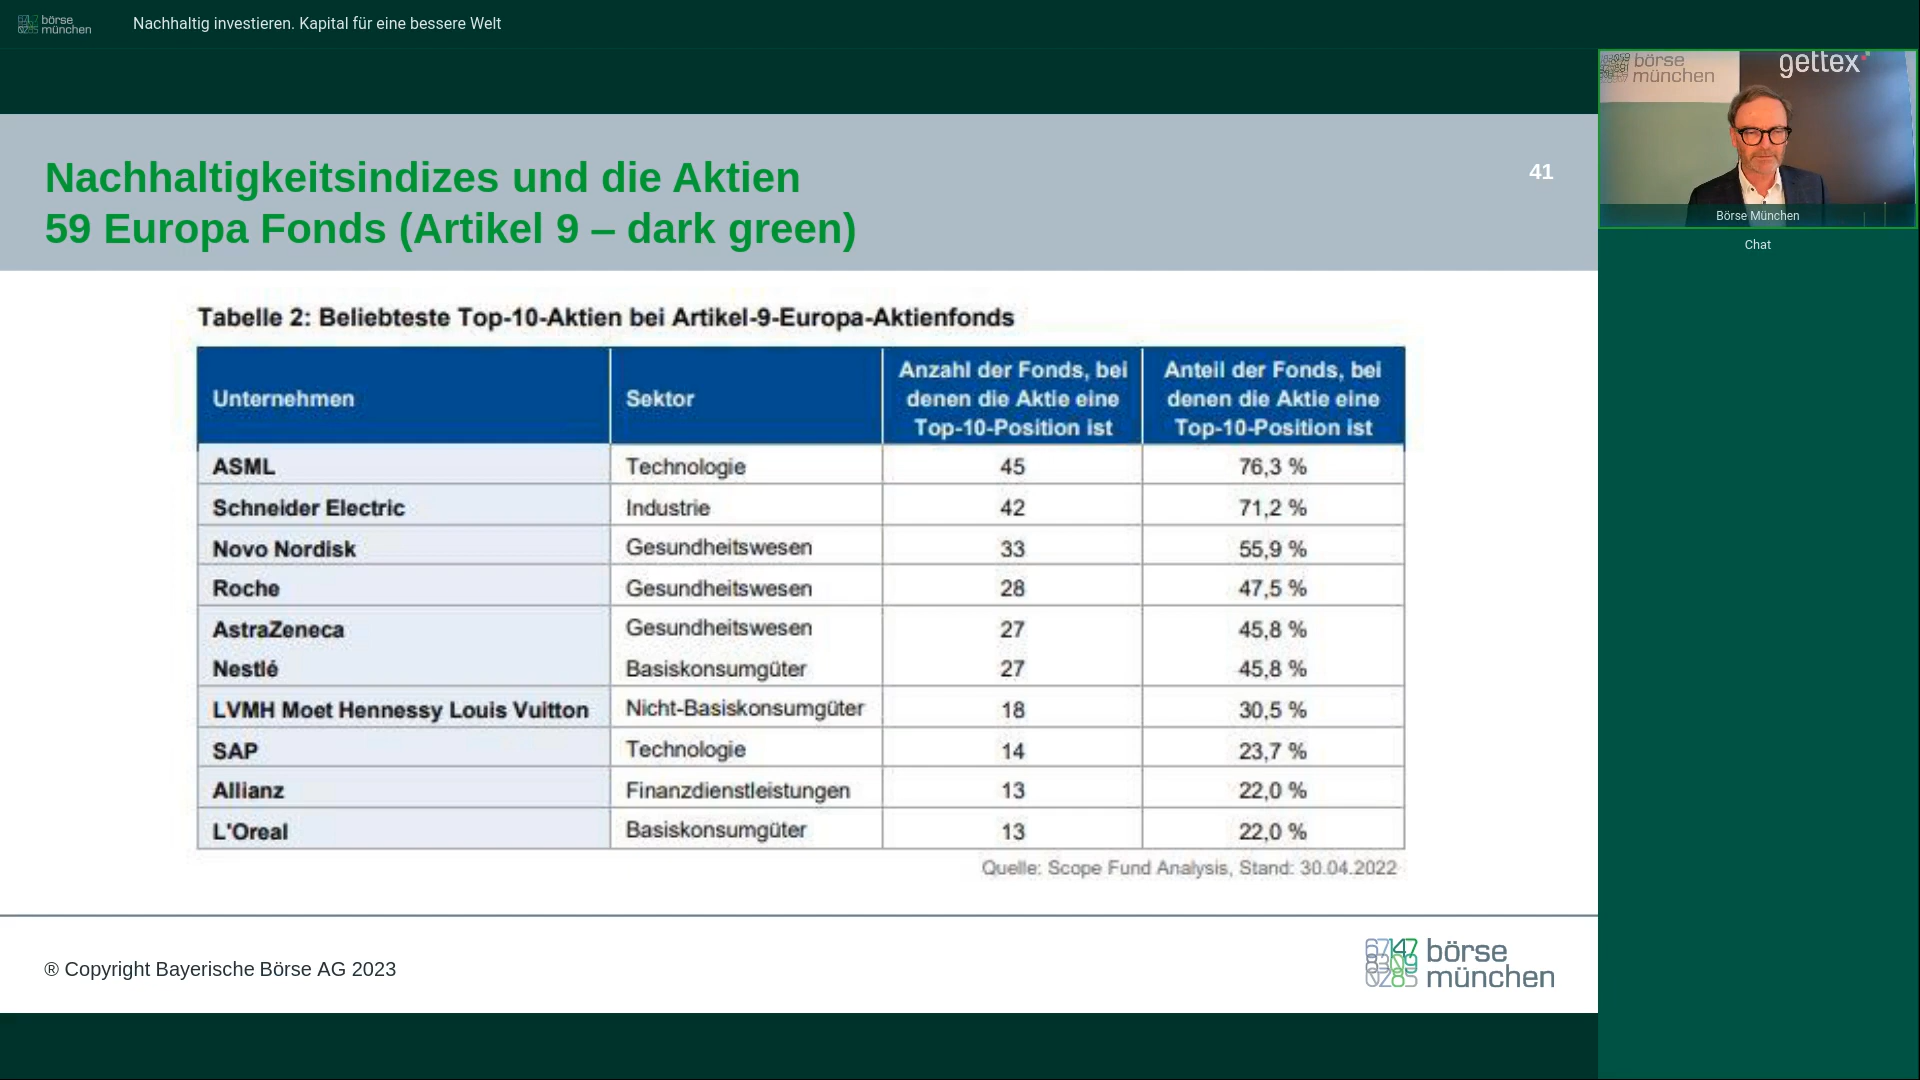 börse
münchen
Nachhaltig investieren. Kapital für eine bessere Welt
börse
münchen
gettex
Börse München
Chat
Nachhaltigkeitsindizes und die Aktien
59 Europa Fonds (Artikel 9 – dark green)
41
Tabelle 2: Beliebteste Top-10-Aktien bei Artikel-9-Europa-Aktienfonds
Unternehmen Sektor Anzahl der Fonds, bei denen die Aktie eine Top-10-Position ist Anteil der Fonds, bei denen die Aktie eine Top-10-Position ist
ASML Technologie 45 76,3 %
Schneider Electric Industrie 42 71,2 %
Novo Nordisk Gesundheitswesen 33 55,9 %
Roche Gesundheitswesen 28 47,5 %
AstraZeneca Gesundheitswesen 27 45,8 %
Nestlé Basiskonsumgüter 27 45,8 %
LVMH Moet Hennessy Louis Vuitton Nicht-Basiskonsumgüter 18 30,5 %
SAP Technologie 14 23,7 %
Allianz Finanzdienstleistungen 13 22,0 %
L'Oreal Basiskonsumgüter 13 22,0 %
Quelle: Scope Fund Analysis, Stand: 30.04.2022
® Copyright Bayerische Börse AG 2023
börse
münchen